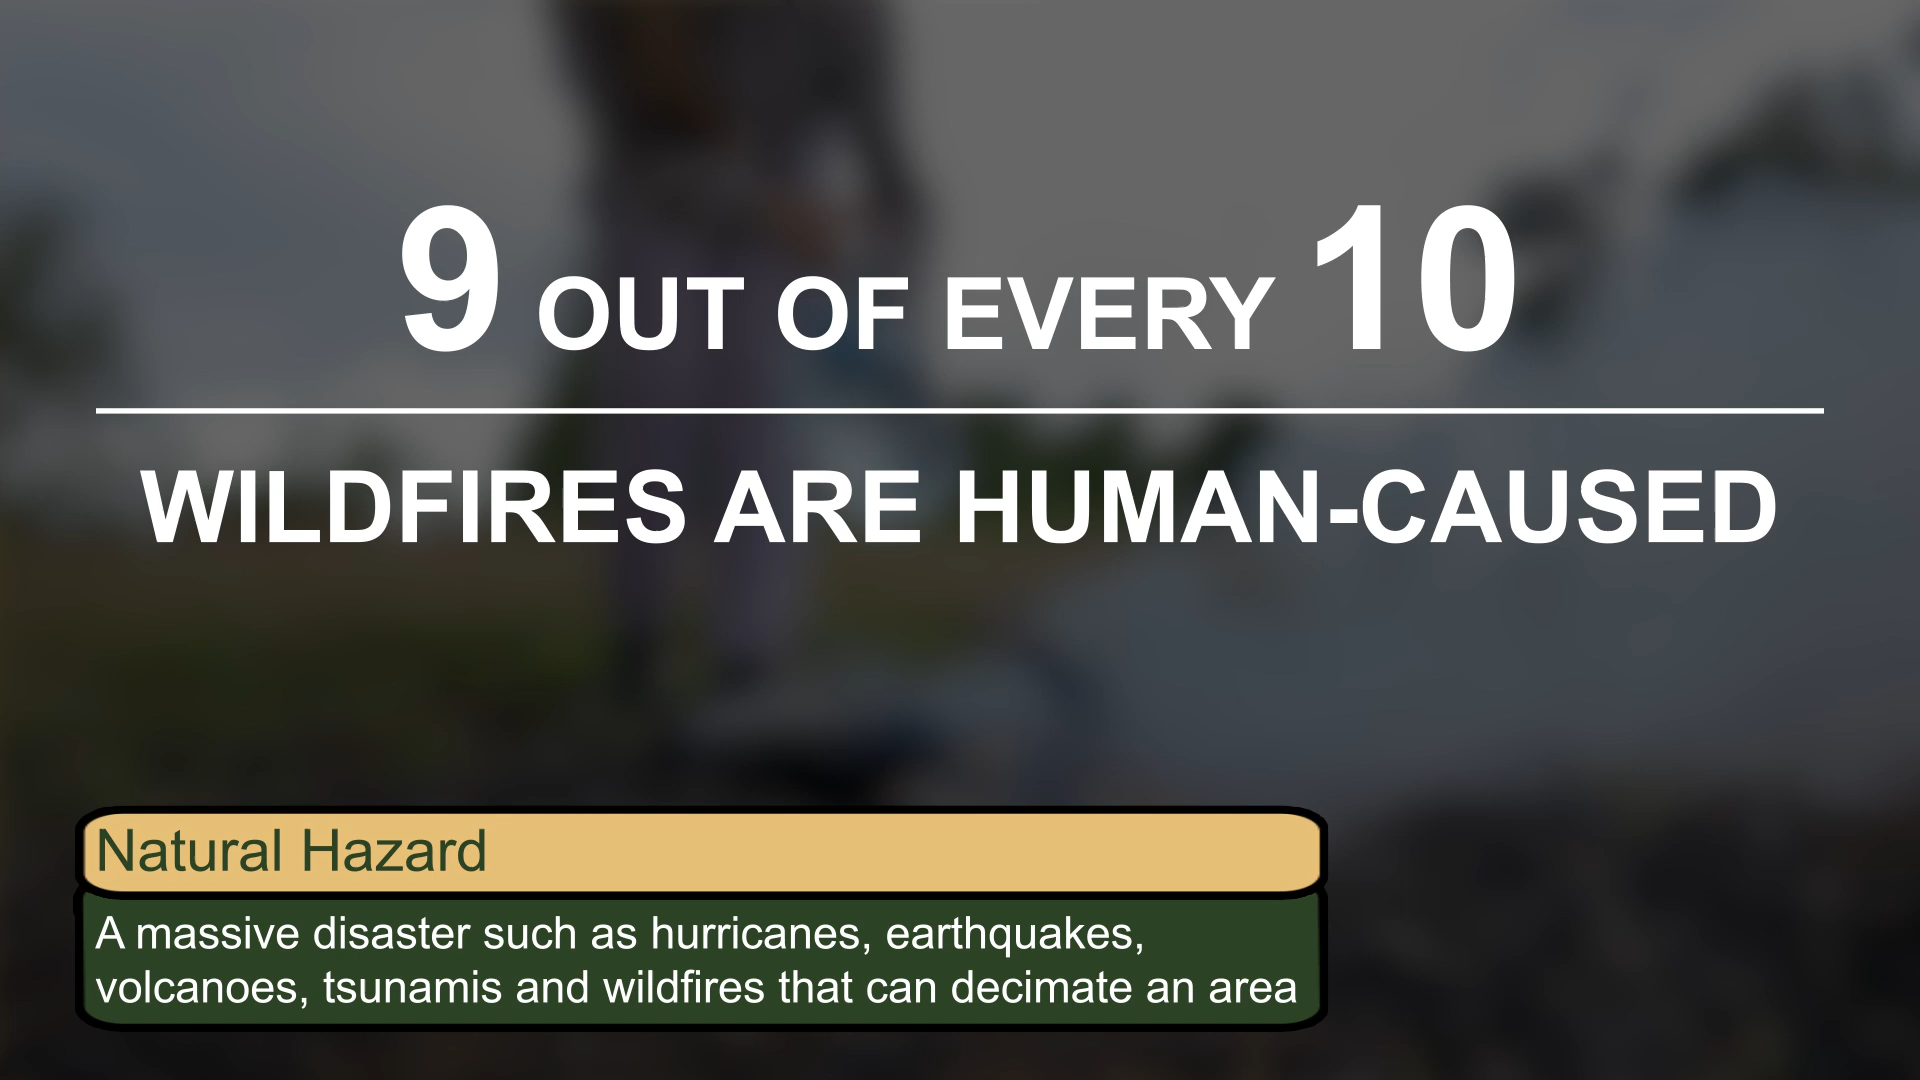 9 OUT OF EVERY 10
WILDFIRES ARE HUMAN-CAUSED
Natural Hazard
A massive disaster such as hurricanes, earthquakes,
volcanoes, tsunamis and wildfires that can decimate an area